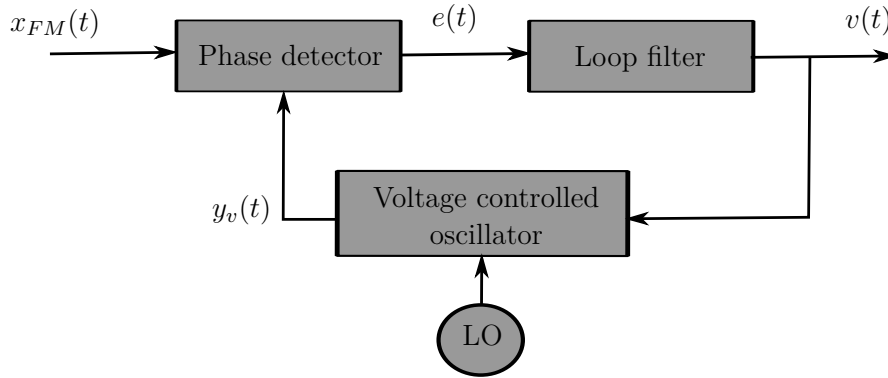 x_{FM}(t)
e(t)
v(t)
Phase detector
Loop filter
y_v(t)
Voltage controlled
oscillator
LO